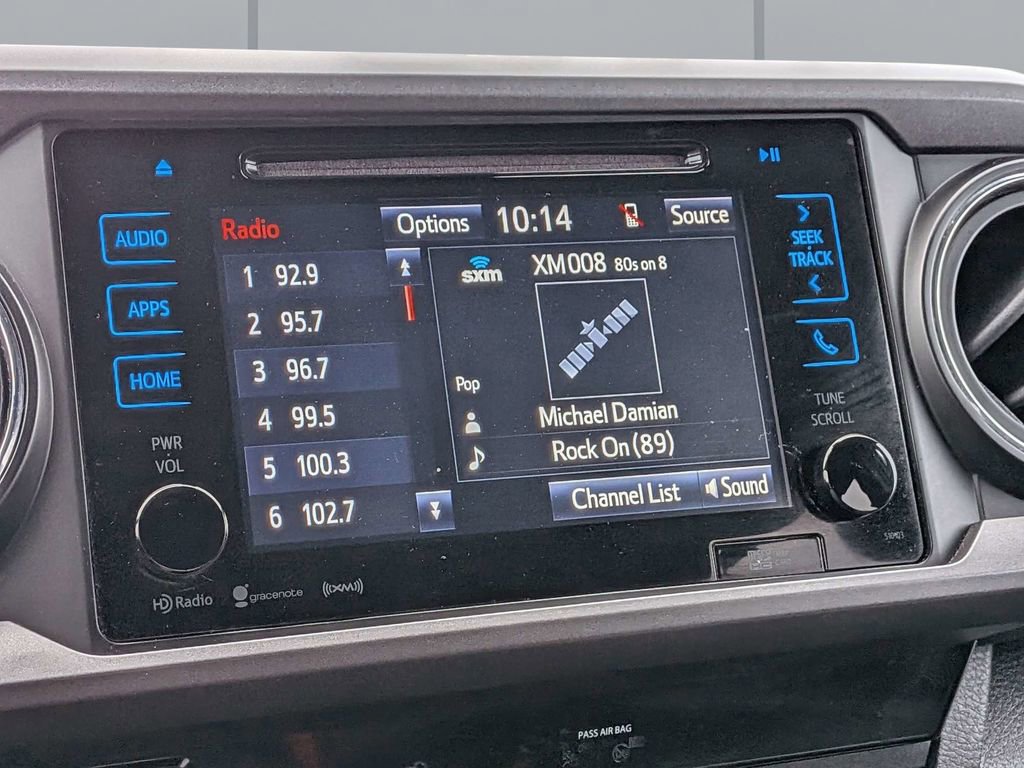 AUDIO
APPS
HOME
PWR
VOL
Radio
Options
10:14
Source
1 92.9
2 95.7
3 96.7
4 99.5
5 100.3
6 102.7
sxm
XM008 80s on 8
Pop
Michael Damian
Rock On (89)
Channel List
Sound
SEEK
TRACK
TUNE
SCROLL
510403
HD Radio
gracenote
((XM))
PASS AIR BAG